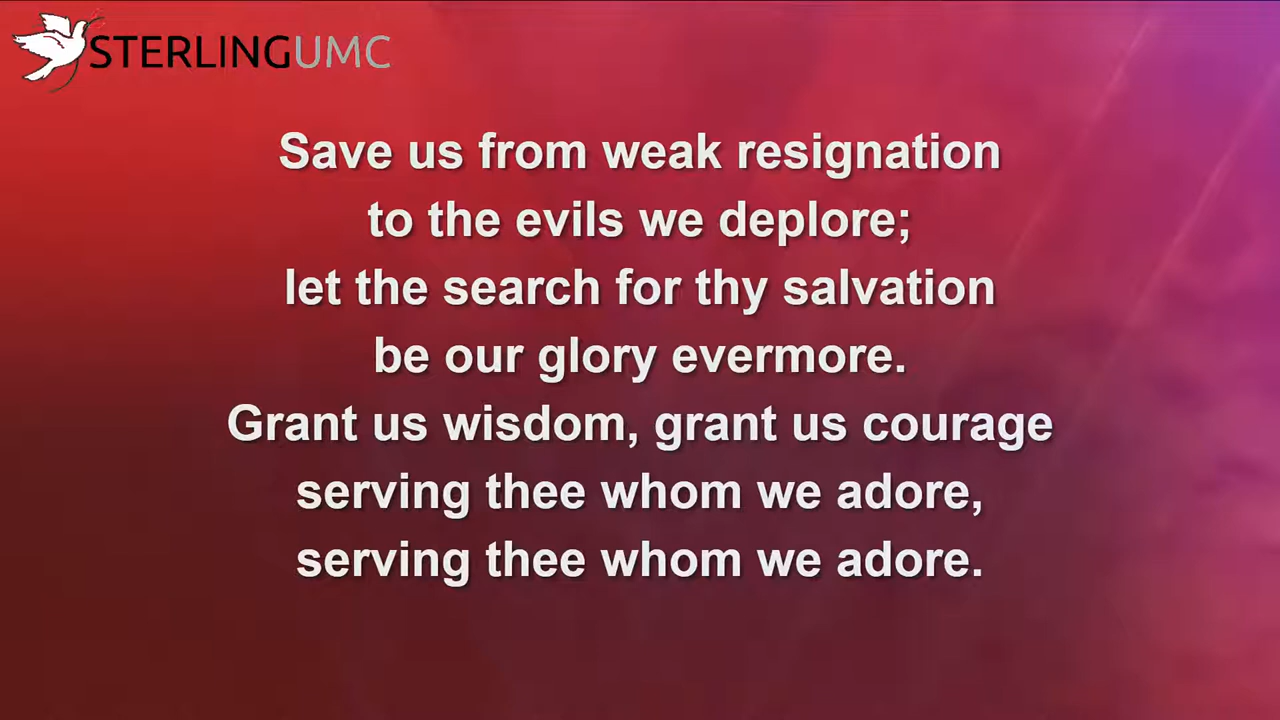 STERLINGUMC
Save us from weak resignation
to the evils we deplore;
let the search for thy salvation
be our glory evermore.
Grant us wisdom, grant us courage
serving thee whom we adore,
serving thee whom we adore.